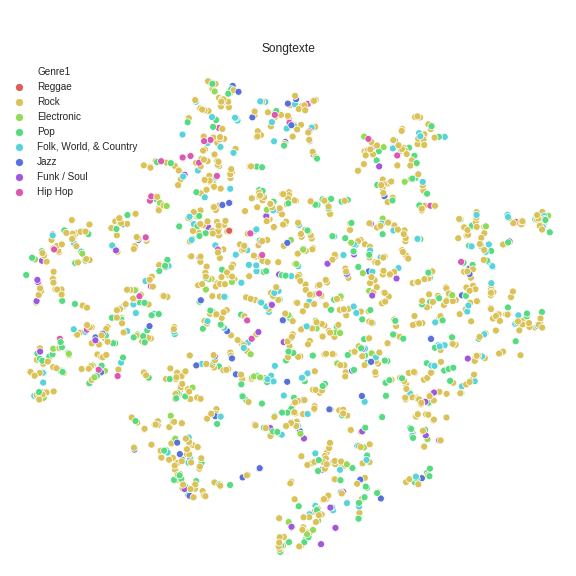 Songtexte
Genre1
Reggae
Rock
Electronic
Pop
Folk, World, & Country
Jazz
Funk / Soul
Hip Hop